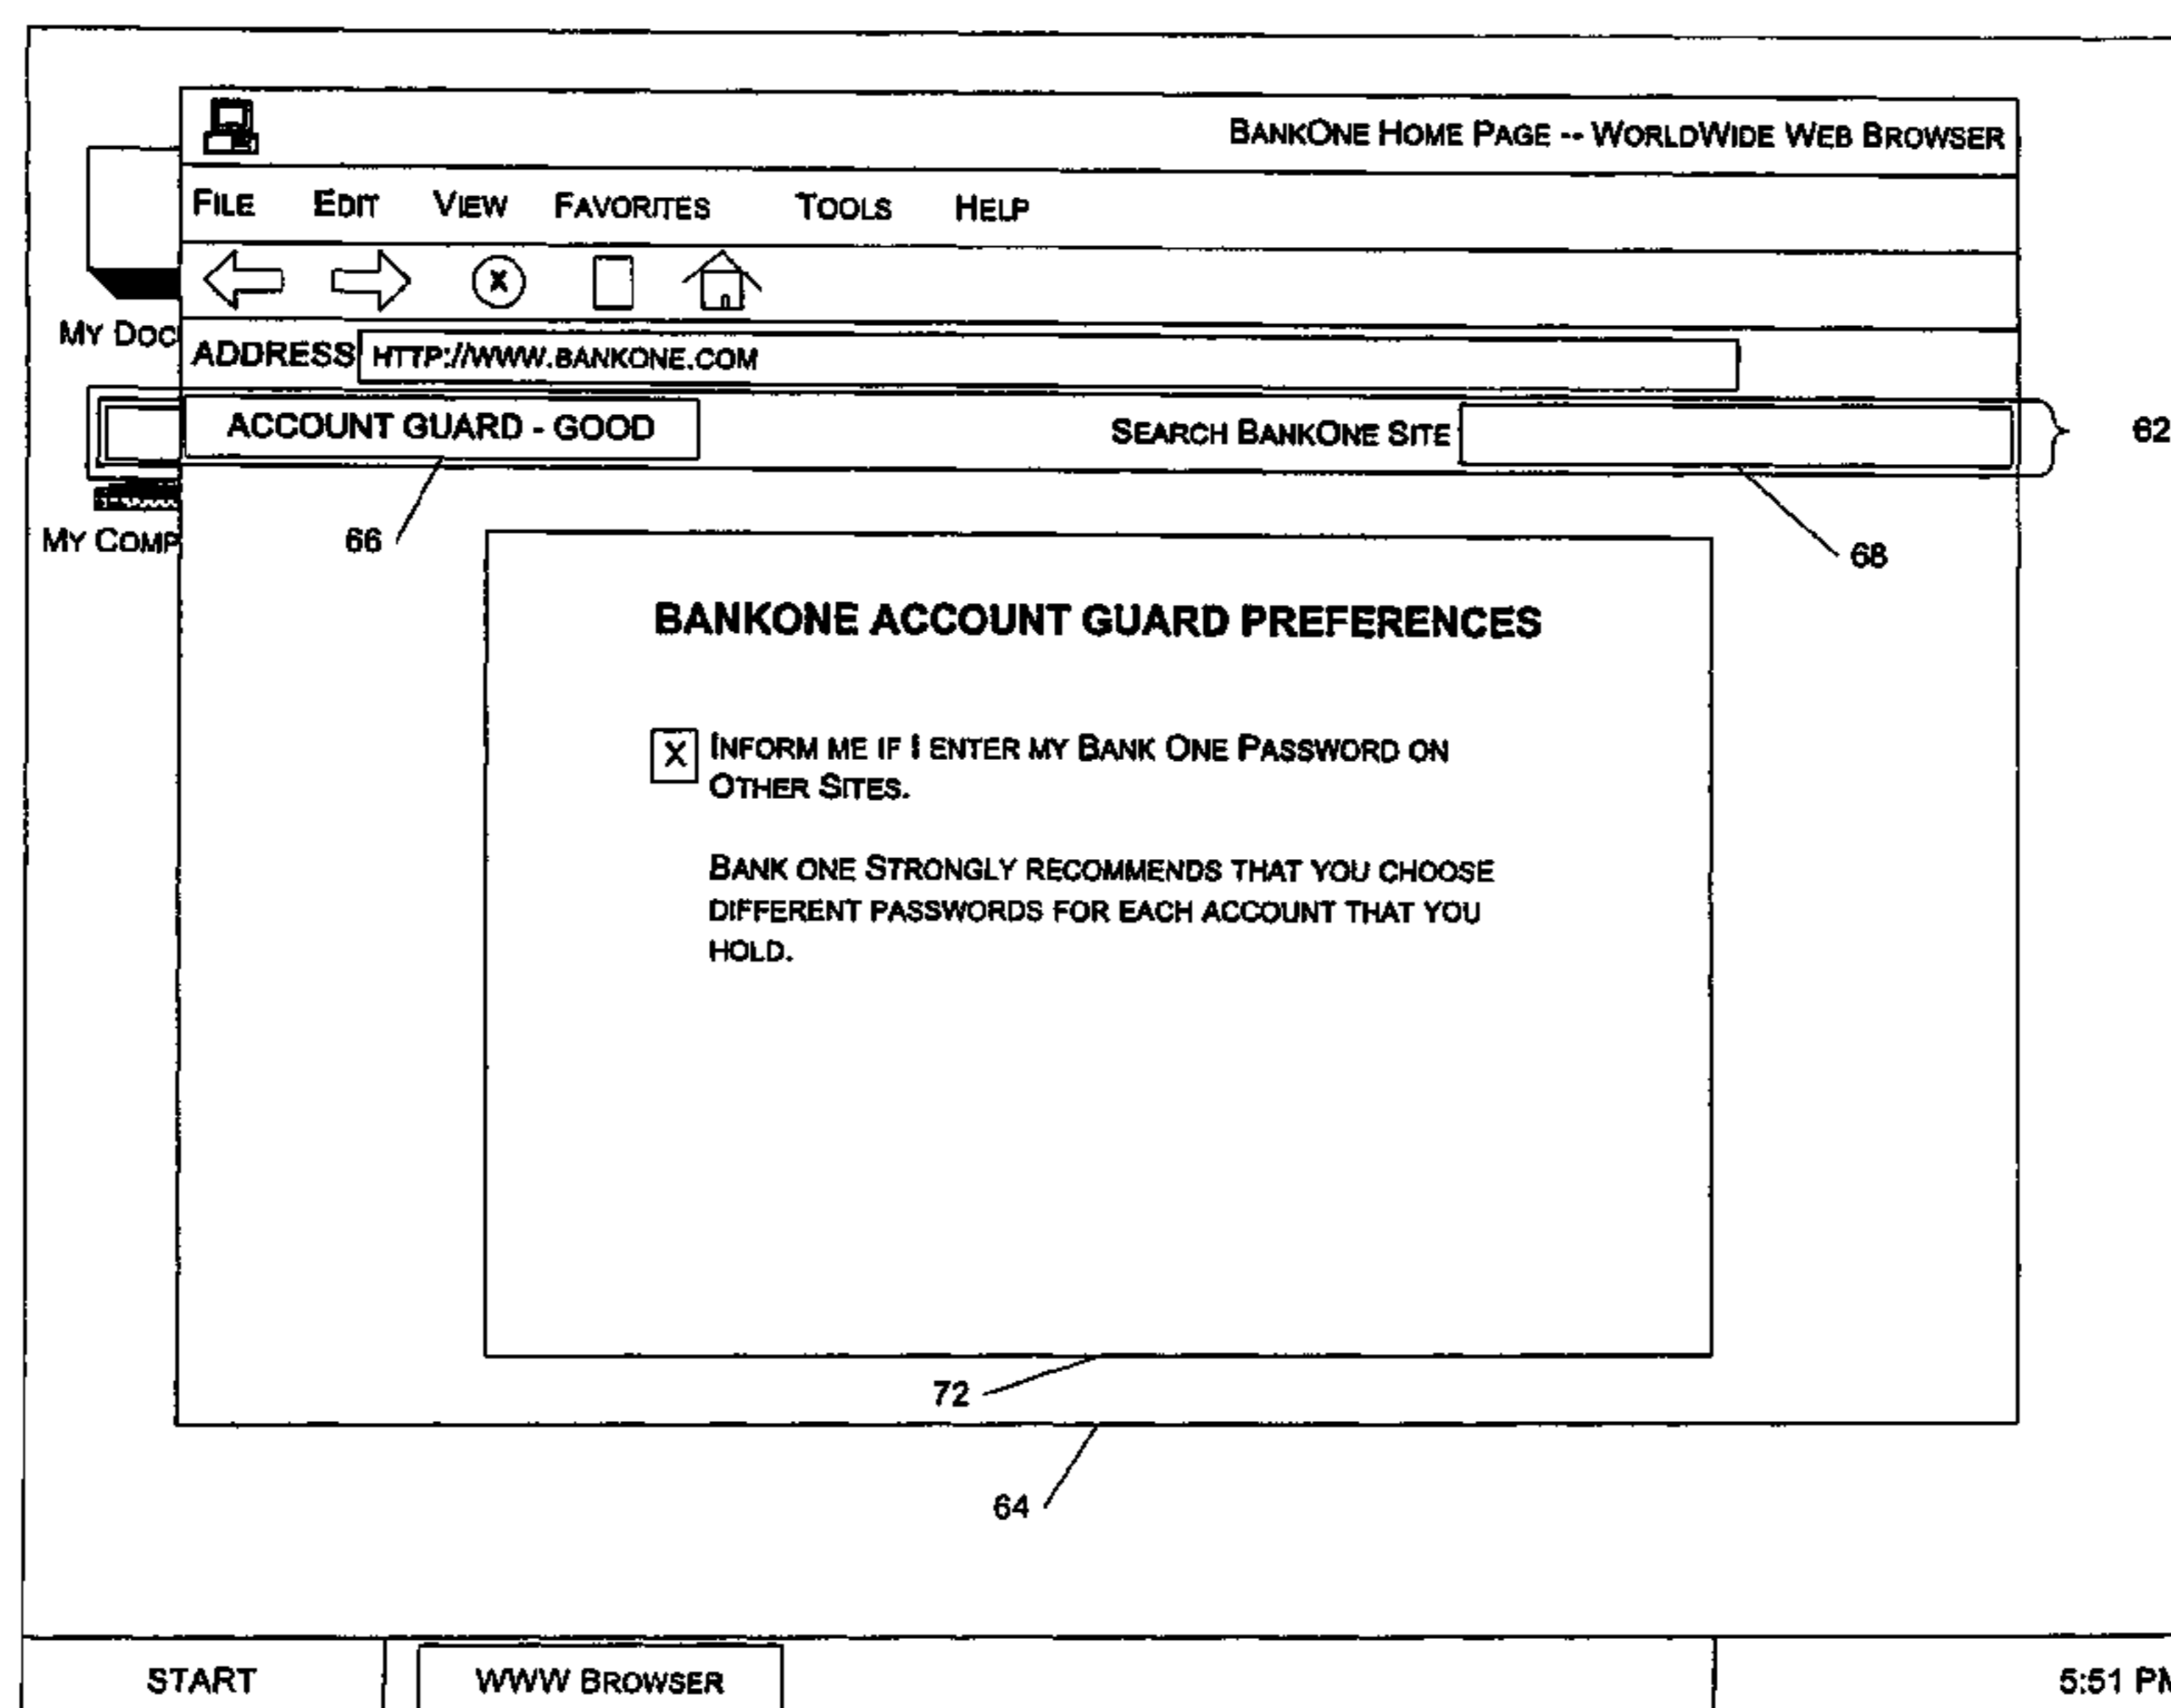 BANKONE HOME PAGE -- WORLDWIDE WEB BROWSER
FILE EDIT VIEW FAVORITES TOOLS HELP
X
MY DOC
ADDRESS HTTP://WWW.BANKONE.COM
ACCOUNT GUARD - GOOD SEARCH BANKONE SITE 62
MY COMP 66 68
BANKONE ACCOUNT GUARD PREFERENCES
X INFORM ME IF I ENTER MY BANK ONE PASSWORD ON
OTHER SITES.
BANK ONE STRONGLY RECOMMENDS THAT YOU CHOOSE
DIFFERENT PASSWORDS FOR EACH ACCOUNT THAT YOU
HOLD.
72
64
START WWW BROWSER 5:51 PM